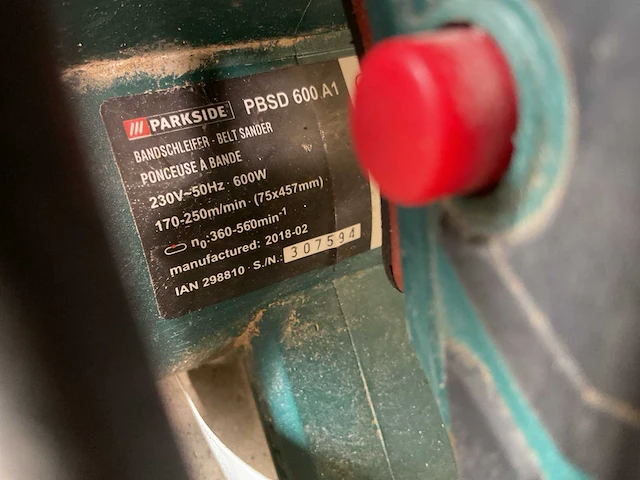 PARKSIDE PBSD 600 A1
BANDSCHLEIFER - BELT SANDER
PONCEUSE À BANDE
230V~50Hz · 600W
170-250m/min · (75x457mm)
n₀:360-560min⁻¹
manufactured: 2018-02
IAN 298810 · S./N.: 307594